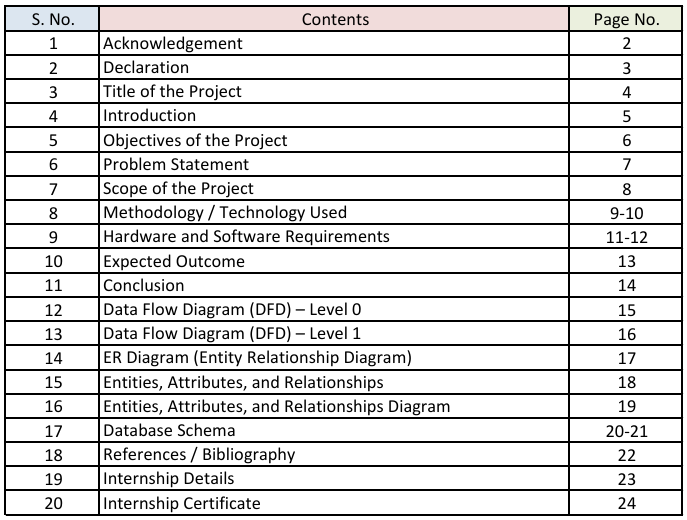 S. No. Contents Page No.
1 Acknowledgement 2
2 Declaration 3
3 Title of the Project 4
4 Introduction 5
5 Objectives of the Project 6
6 Problem Statement 7
7 Scope of the Project 8
8 Methodology / Technology Used 9-10
9 Hardware and Software Requirements 11-12
10 Expected Outcome 13
11 Conclusion 14
12 Data Flow Diagram (DFD) – Level 0 15
13 Data Flow Diagram (DFD) – Level 1 16
14 ER Diagram (Entity Relationship Diagram) 17
15 Entities, Attributes, and Relationships 18
16 Entities, Attributes, and Relationships Diagram 19
17 Database Schema 20-21
18 References / Bibliography 22
19 Internship Details 23
20 Internship Certificate 24